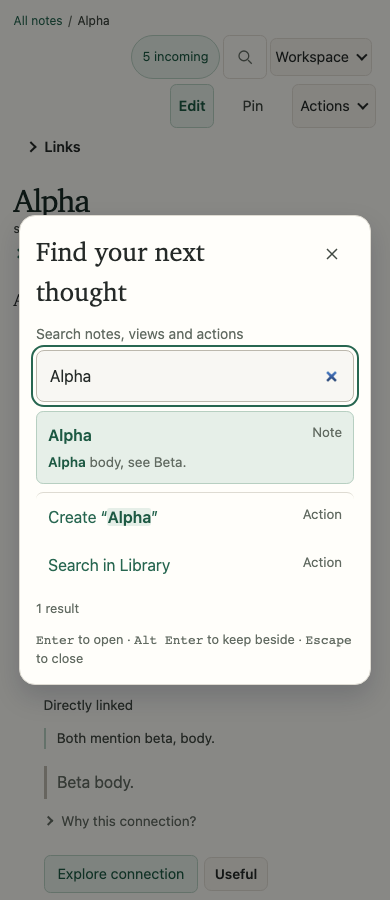 All notes / Alpha
5 incoming
Workspace
Edit
Pin
Actions
Links
Alpha
Find your next
thought
Search notes, views and actions
Alpha
Alpha
Note
Alpha body, see Beta.
Create “Alpha”
Action
Search in Library
Action
1 result
Enter to open · Alt Enter to keep beside · Escape
to close
Directly linked
Both mention beta, body.
Beta body.
Why this connection?
Explore connection
Useful